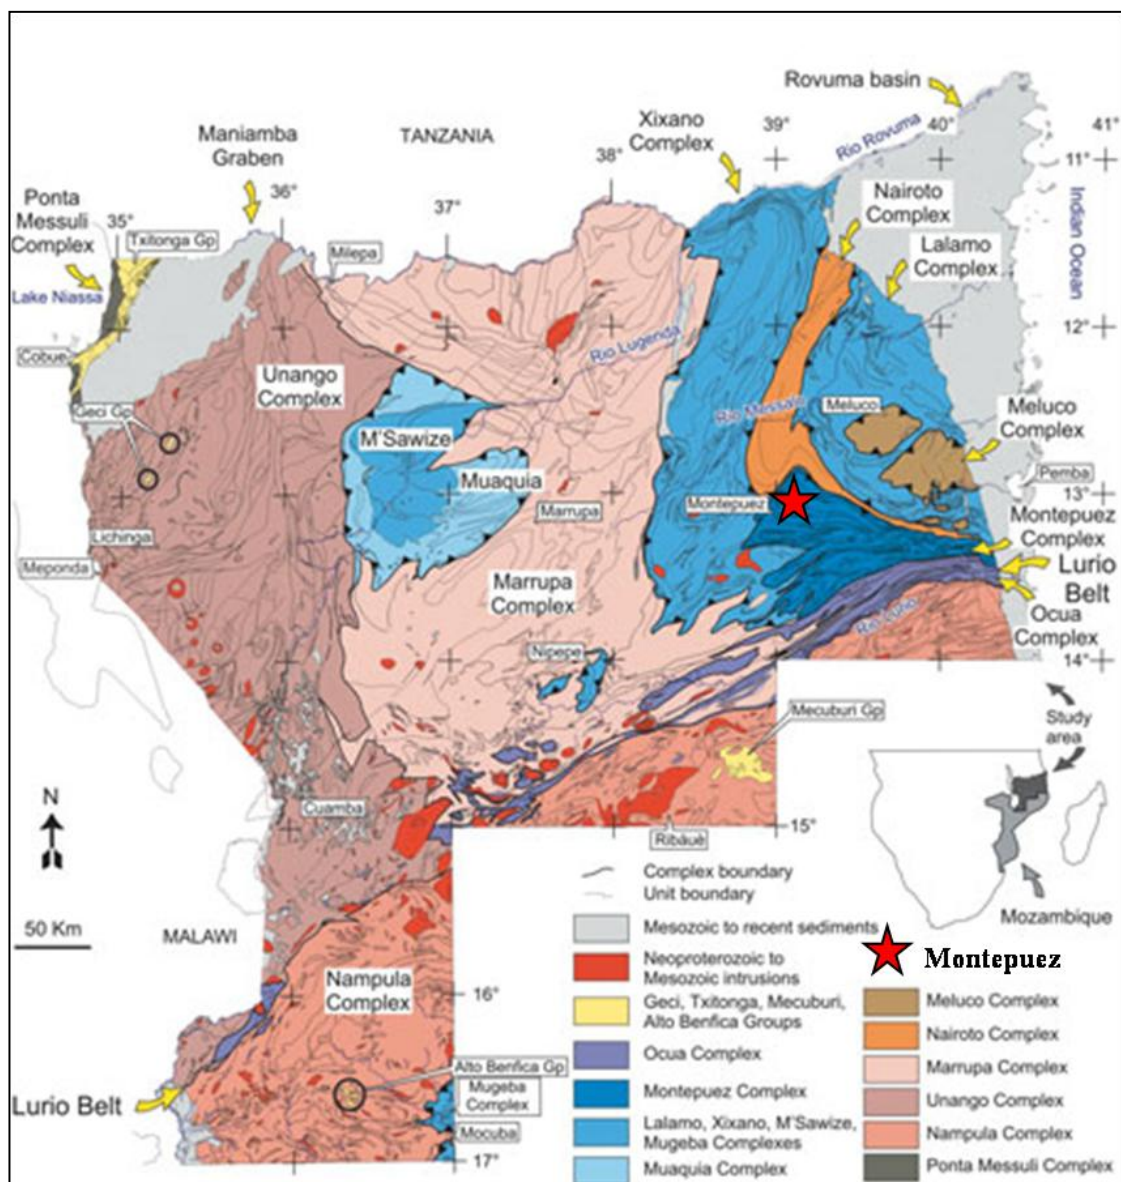 Rovuma basin
Xixano
Complex
39°
Rio Rovuma
40°
41°
Maniamba
Graben
TANZANIA
38°
11°
Ponta
Messuli
Complex
36°
37°
Nairoto
Complex
Indian Ocean
35°
Txitonga Gp
Milepa
Lalamo
Complex
Lake Niassa
12°
Rio Lugenda
Cobue
Unango
Complex
Rio Messalo
Meluco
Meluco
Complex
Geci Gp
M'Sawize
Muaquia
Pemba
13°
Montepuez
Marrupa
Montepuez
Complex
Lichinga
Meponda
Marrupa
Complex
Lurio
Belt
Rio Lurio
Ocua
Complex
Nipepe
14°
Mecuburi Gp
Study
area
N
Cuamba
15°
Ribáuè
Complex boundary
Unit boundary
50 Km
MALAWI
Mozambique
Mesozoic to recent sediments
Montepuez
Neoproterozoic to
Mesozoic intrusions
Nampula
Complex
16°
Geci, Txitonga, Mecuburi,
Alto Benfica Groups
Meluco Complex
Nairoto Complex
Ocua Complex
Alto Benfica Gp
Marrupa Complex
Mugeba
Complex
Montepuez Complex
Unango Complex
Lurio Belt
Lalamo, Xixano, M'Sawize,
Mugeba Complexes
Mocuba
Nampula Complex
17°
Muaquia Complex
Ponta Messuli Complex